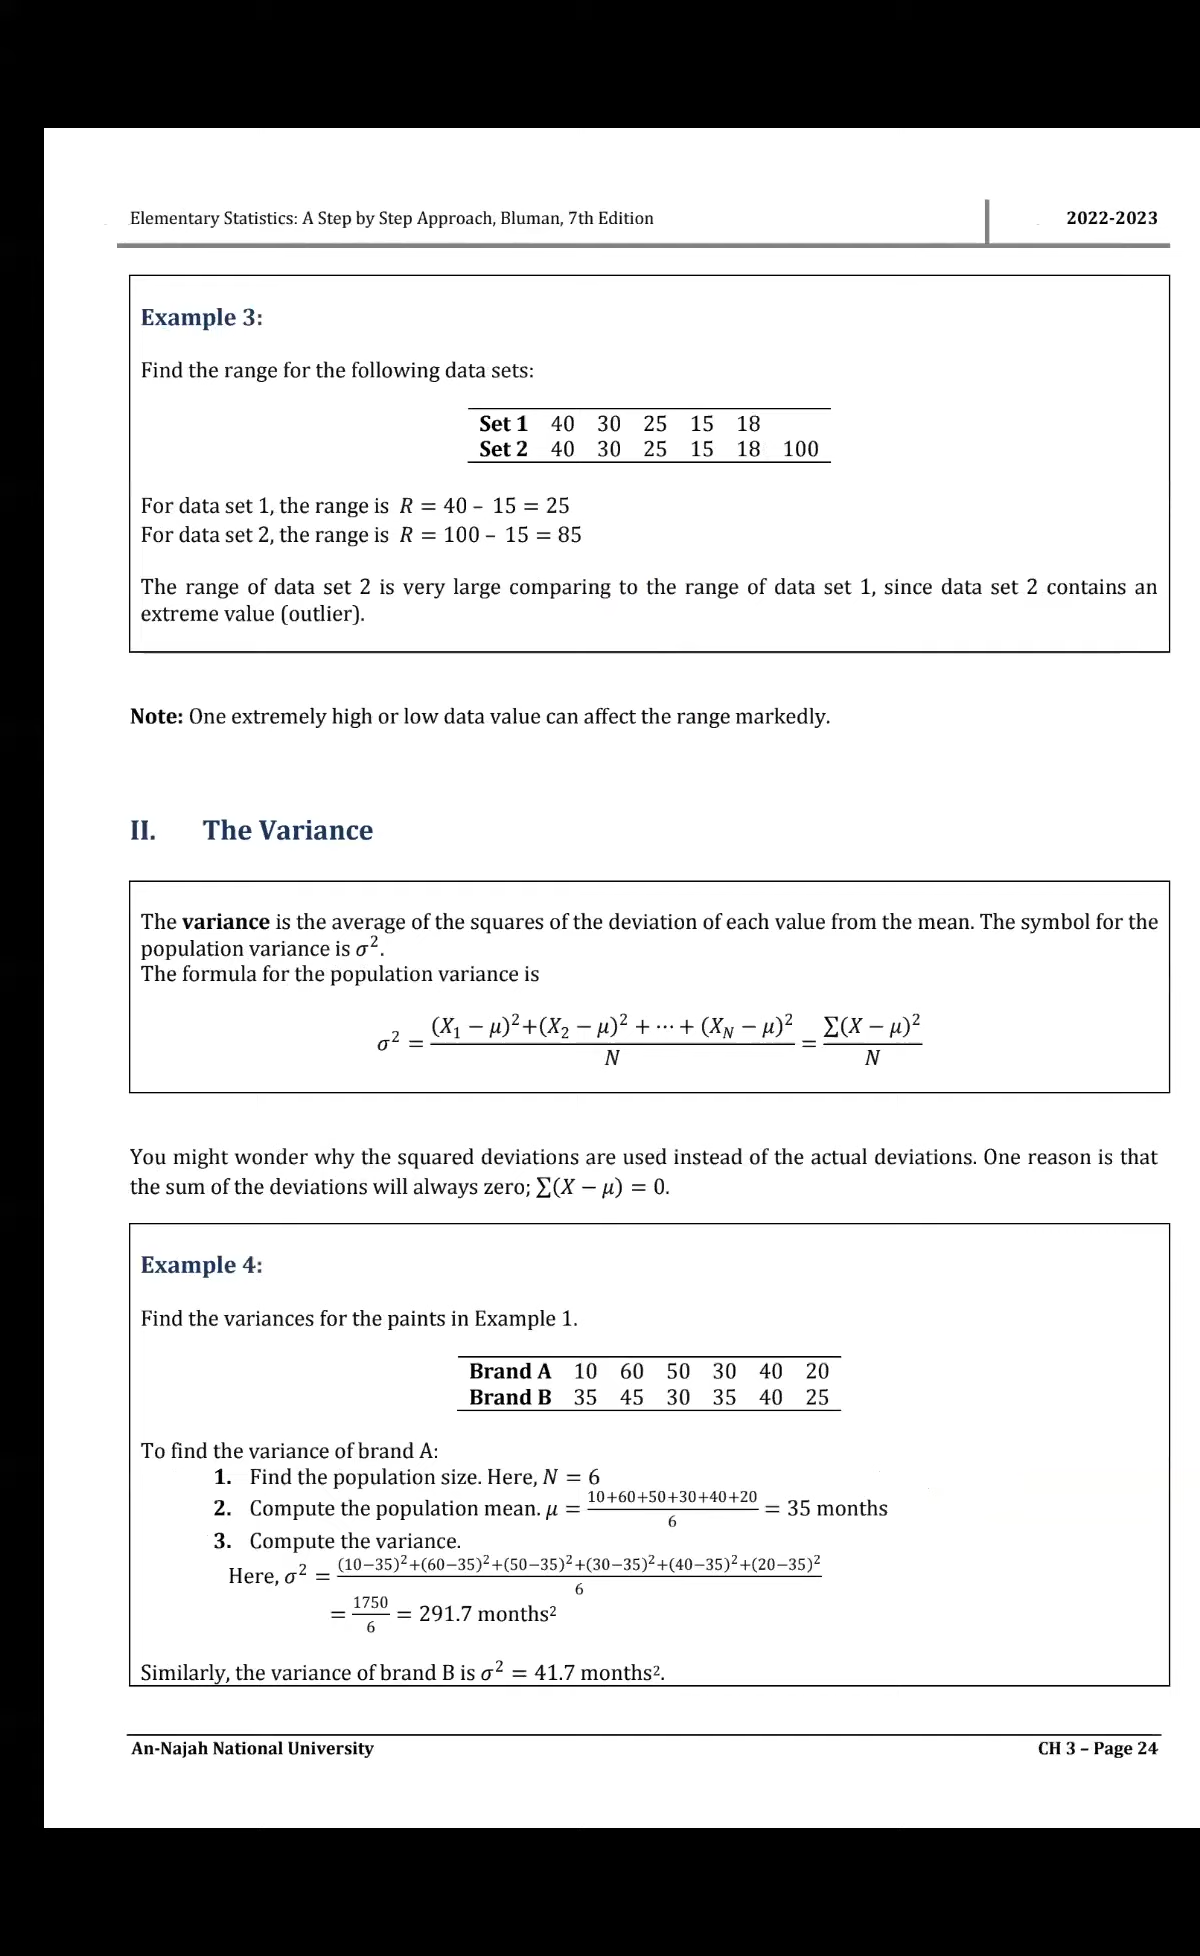 Elementary Statistics: A Step by Step Approach, Bluman, 7th Edition 2022-2023
Example 3:
Find the range for the following data sets:
Set 1 40 30 25 15 18
Set 2 40 30 25 15 18 100
For data set 1, the range is R = 40 – 15 = 25
For data set 2, the range is R = 100 – 15 = 85
The range of data set 2 is very large comparing to the range of data set 1, since data set 2 contains an
extreme value (outlier).
Note: One extremely high or low data value can affect the range markedly.
II. The Variance
The variance is the average of the squares of the deviation of each value from the mean. The symbol for the
population variance is σ².
The formula for the population variance is
σ² = ((X₁ − μ)²+(X₂ − μ)² + ⋯ + (X_N − μ)²)/N = ∑(X − μ)²/N
You might wonder why the squared deviations are used instead of the actual deviations. One reason is that
the sum of the deviations will always zero; ∑(X − μ) = 0.
Example 4:
Find the variances for the paints in Example 1.
Brand A 10 60 50 30 40 20
Brand B 35 45 30 35 40 25
To find the variance of brand A:
1. Find the population size. Here, N = 6
2. Compute the population mean. μ = (10+60+50+30+40+20)/6 = 35 months
3. Compute the variance.
Here, σ² = ((10−35)²+(60−35)²+(50−35)²+(30−35)²+(40−35)²+(20−35)²)/6
= 1750/6 = 291.7 months²
Similarly, the variance of brand B is σ² = 41.7 months².
An-Najah National University CH 3 – Page 24